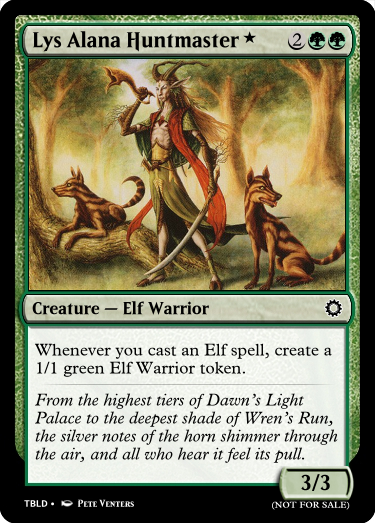 Lys Alana Huntmaster★ 2
Creature — Elf Warrior
Whenever you cast an Elf spell, create a
1/1 green Elf Warrior token.
From the highest tiers of Dawn's Light
Palace to the deepest shade of Wren's Run,
the silver notes of the horn shimmer through
the air, and all who hear it feel its pull.
3/3
TBLD • Pete Venters
(NOT FOR SALE)